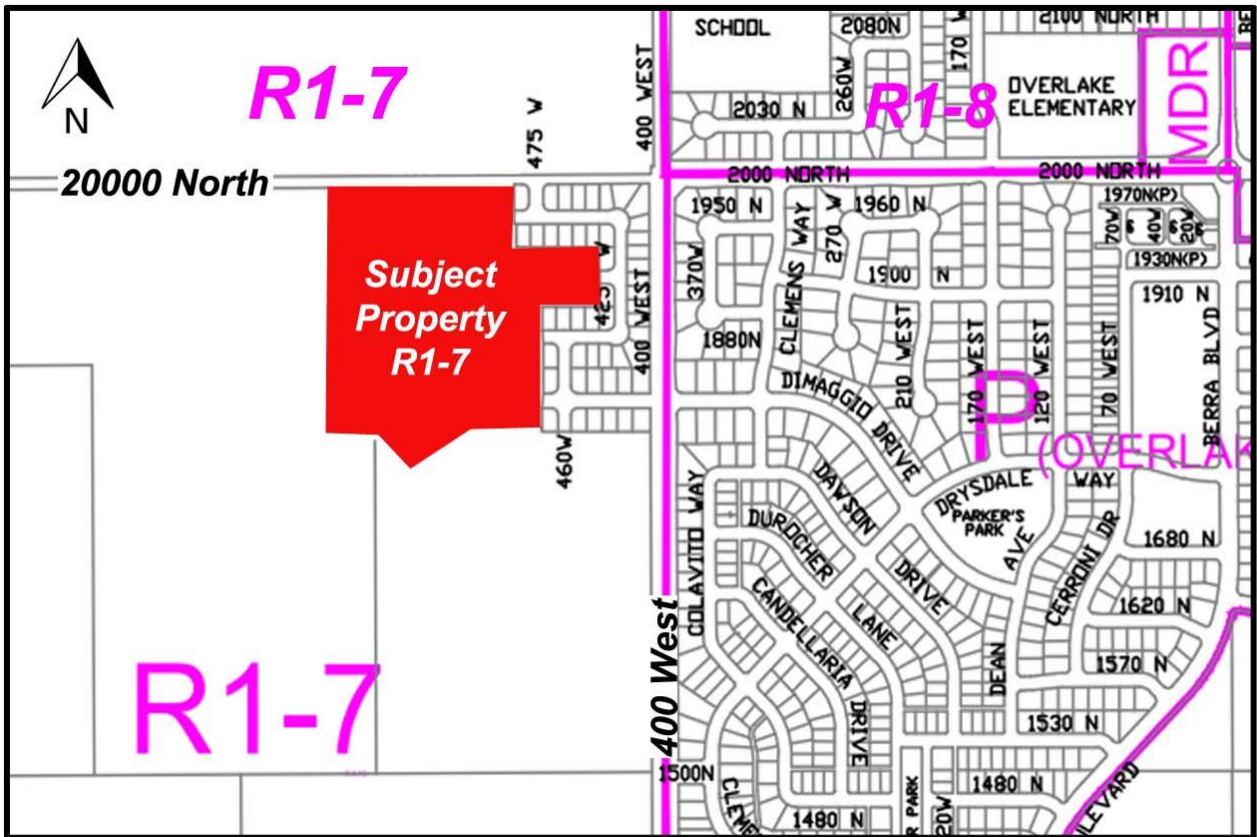 SCHOOL
2080N
170 W
2100 NORTH
N
R1-7
475 W
400 WEST
260W
2030 N
R1-8
OVERLAKE
ELEMENTARY
MDR
20000 North
2000 NORTH
2000 NORTH
Subject
Property
R1-7
1950 N
CLEMENS WAY
270 W
1960 N
1970N(P)
70W
40W
20W
1930N(P)
370W
1900 N
1910 N
400 WEST
1880N
210 WEST
170 WEST
120 WEST
70 WEST
BERRA BLVD
P
(OVERLAK
DIMAGGIO DRIVE
460W
DRYSDALE
WAY
PARKER'S
PARK
AVE
CERRONI DR
1680 N
COLAVITO WAY
DAWSON
DRIVE
DUROCHER
LANE
CANDELLARIA
DRIVE
1620 N
1570 N
DEAN
1530 N
R1-7
400 West
1500N
CLEME
1480 N
R PARK
20W
1480 N
ULEVARD